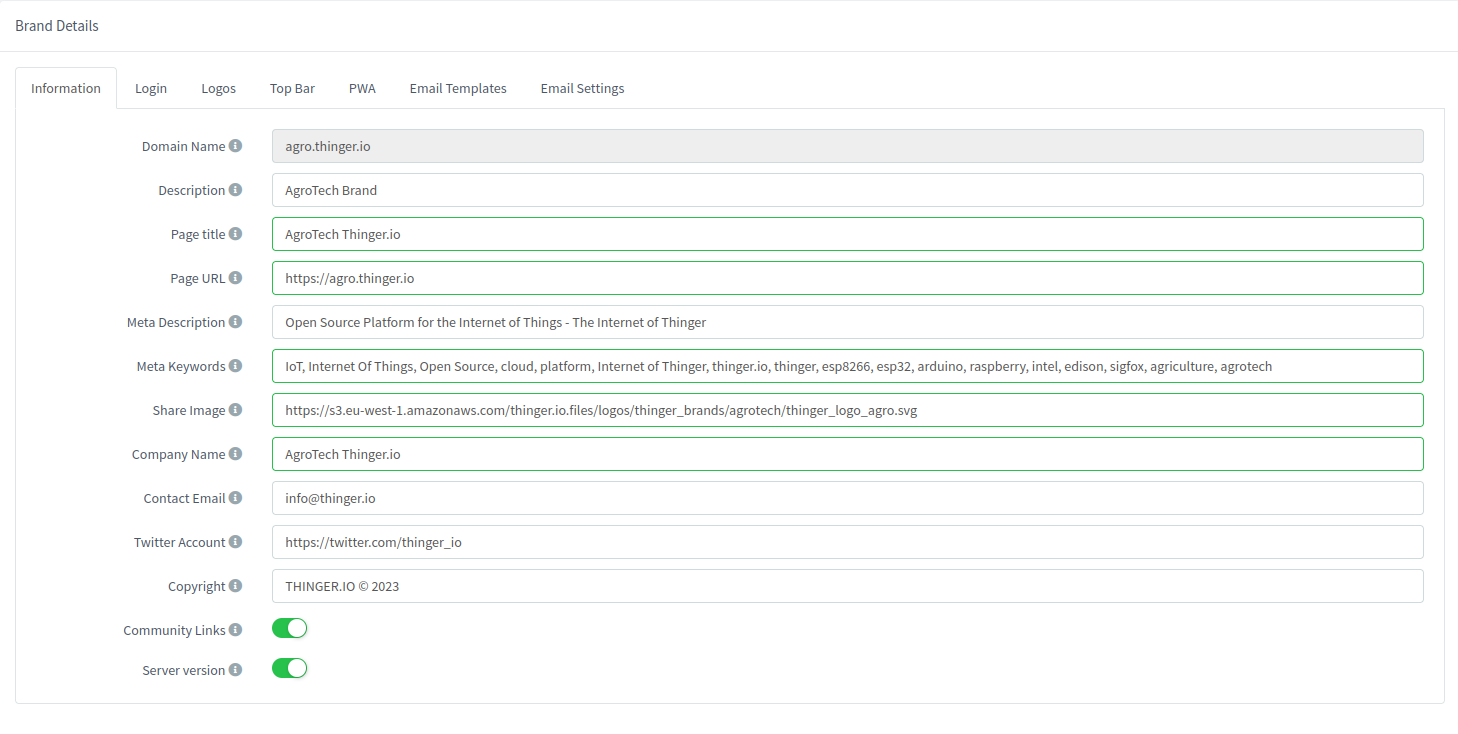 Brand Details
Information Login Logos Top Bar PWA Email Templates Email Settings
Domain Name agro.thinger.io
Description AgroTech Brand
Page title AgroTech Thinger.io
Page URL https://agro.thinger.io
Meta Description Open Source Platform for the Internet of Things - The Internet of Thinger
Meta Keywords IoT, Internet Of Things, Open Source, cloud, platform, Internet of Thinger, thinger.io, thinger, esp8266, esp32, arduino, raspberry, intel, edison, sigfox, agriculture, agrotech
Share Image https://s3.eu-west-1.amazonaws.com/thinger.io.files/logos/thinger_brands/agrotech/thinger_logo_agro.svg
Company Name AgroTech Thinger.io
Contact Email info@thinger.io
Twitter Account https://twitter.com/thinger_io
Copyright THINGER.IO © 2023
Community Links
Server version